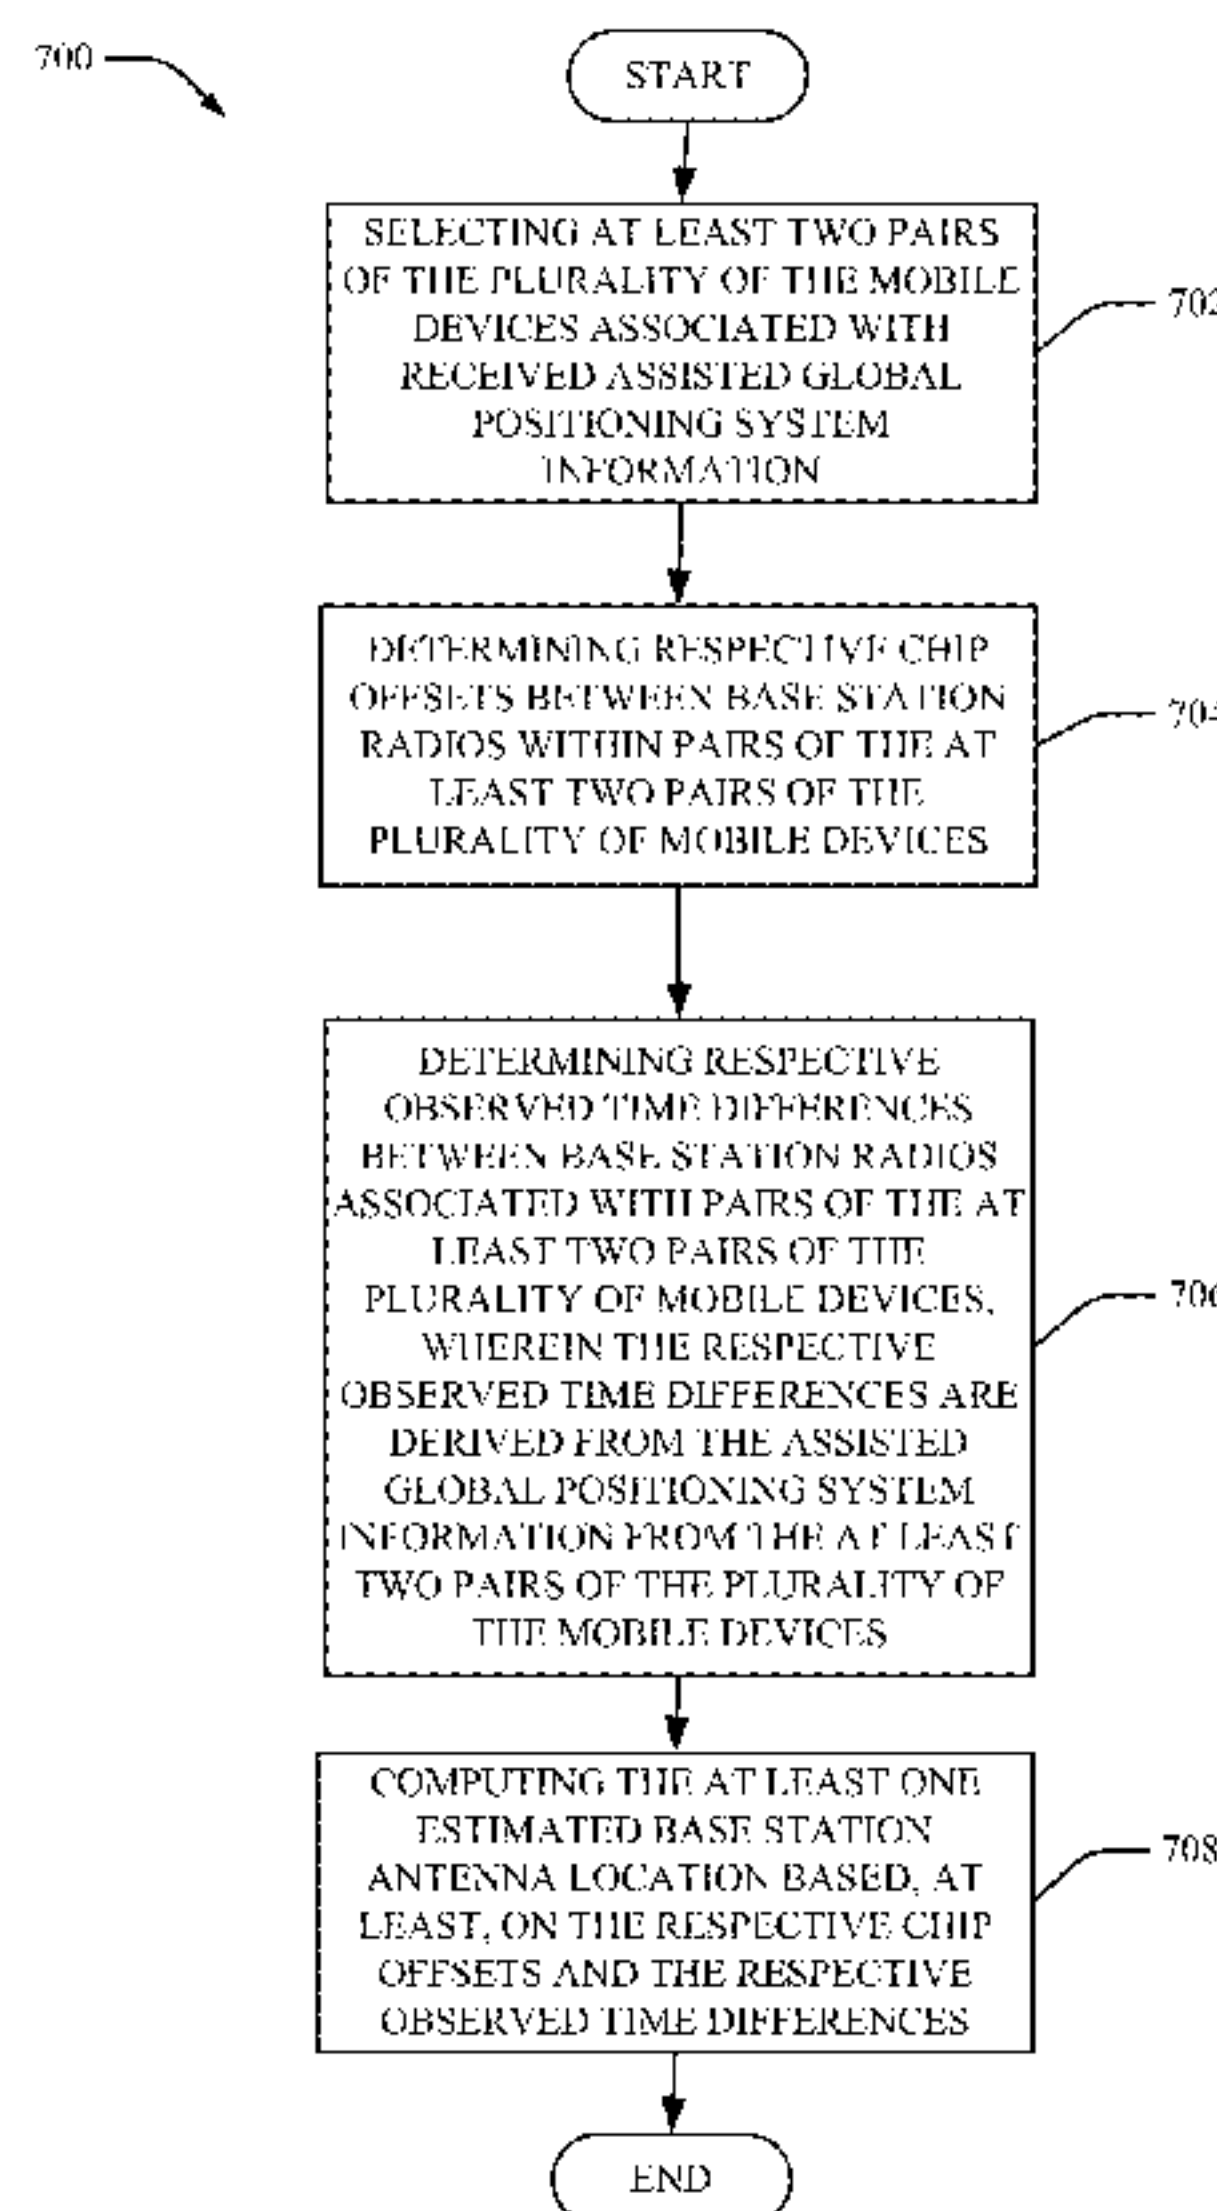 700
START
SELECTING AT LEAST TWO PAIRS
OF THE PLURALITY OF THE MOBILE
DEVICES ASSOCIATED WITH
RECEIVED ASSISTED GLOBAL
POSITIONING SYSTEM
INFORMATION
702
DETERMINING RESPECTIVE CHIP
OFFSETS BETWEEN BASE STATION
RADIOS WITHIN PAIRS OF THE AT
LEAST TWO PAIRS OF THE
PLURALITY OF MOBILE DEVICES
704
DETERMINING RESPECTIVE
OBSERVED TIME DIFFERENCES
BETWEEN BASE STATION RADIOS
ASSOCIATED WITH PAIRS OF THE AT
LEAST TWO PAIRS OF THE
PLURALITY OF MOBILE DEVICES,
WHEREIN THE RESPECTIVE
OBSERVED TIME DIFFERENCES ARE
DERIVED FROM THE ASSISTED
GLOBAL POSITIONING SYSTEM
INFORMATION FROM THE AT LEAST
TWO PAIRS OF THE PLURALITY OF
THE MOBILE DEVICES
706
COMPUTING THE AT LEAST ONE
ESTIMATED BASE STATION
ANTENNA LOCATION BASED, AT
LEAST, ON THE RESPECTIVE CHIP
OFFSETS AND THE RESPECTIVE
OBSERVED TIME DIFFERENCES
708
END